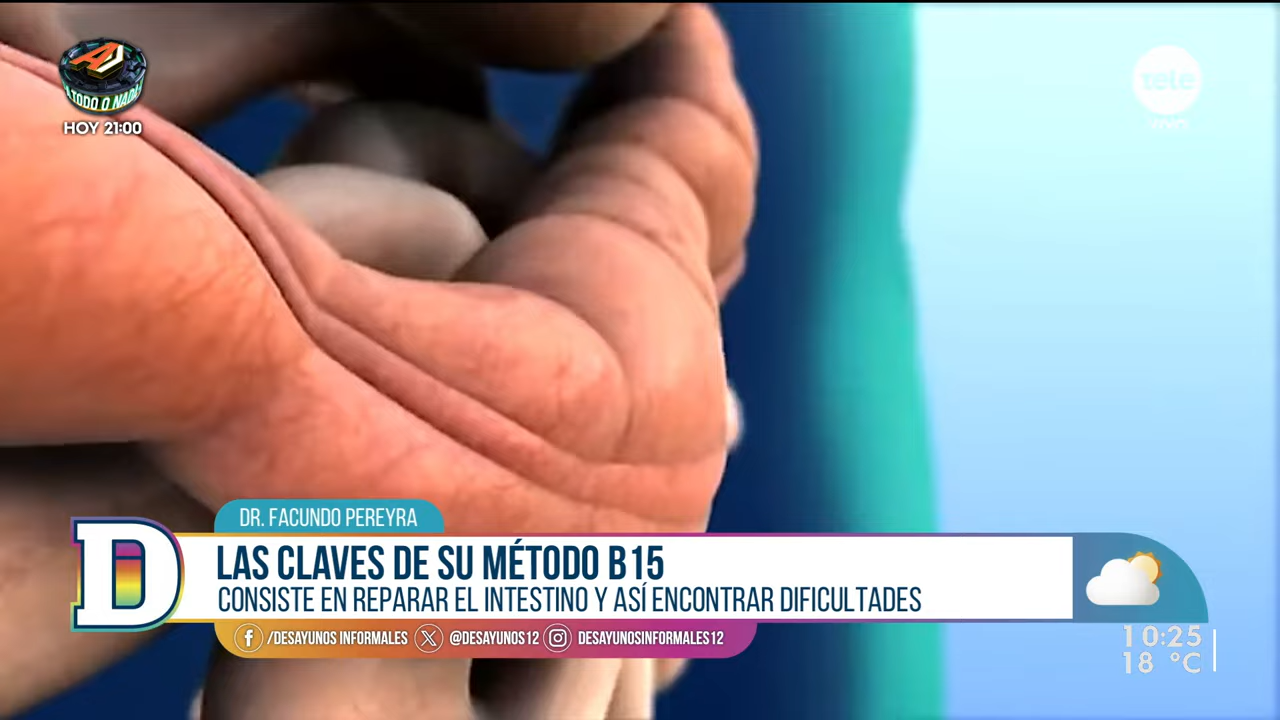 A
TODO O NADA
HOY 21:00
tele
DR. FACUNDO PEREYRA
D
LAS CLAVES DE SU MÉTODO B15
CONSISTE EN REPARAR EL INTESTINO Y ASÍ ENCONTRAR DIFICULTADES
/DESAYUNOS INFORMALES @DESAYUNOS12 DESAYUNOSINFORMALES12
10:25
18 °C